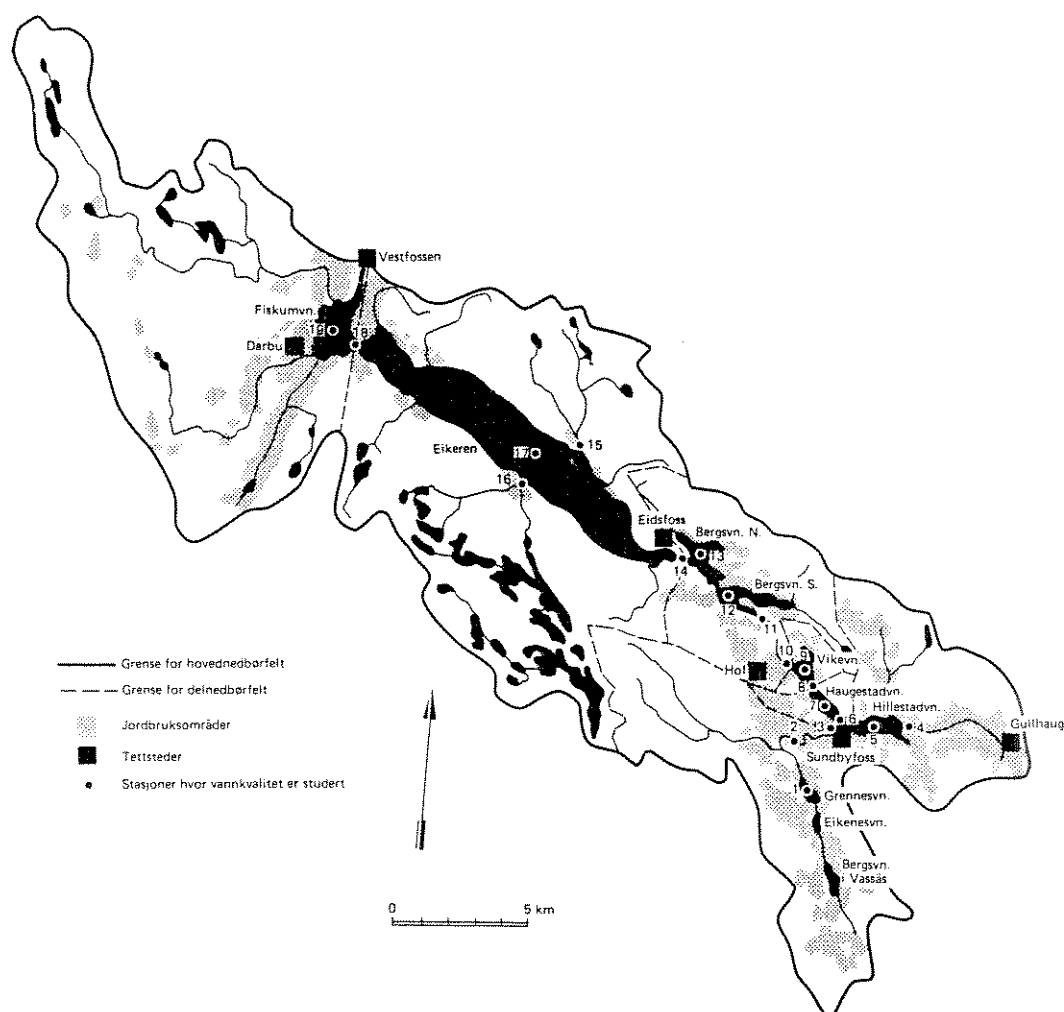 Vestfossen
Fiskumvn.
19
18
Darbu
Eikeren
17
15
16
Eidsfoss
Bergsvn. N.
13
14
Bergsvn. S.
12
11
10
9
Hof
Vikevn.
8
Haugestadvn.
7
Hillestadvn.
6
2
3
5
4
Gullhaug
Sundbyfoss
1
Grennesvn.
Eikenesvn.
Bergsvn.
Vassås
Grense for hovednedbørfelt
Grense for delnedbørfelt
Jordbruksområder
Tettsteder
Stasjoner hvor vannkvalitet er studert
0 5 km